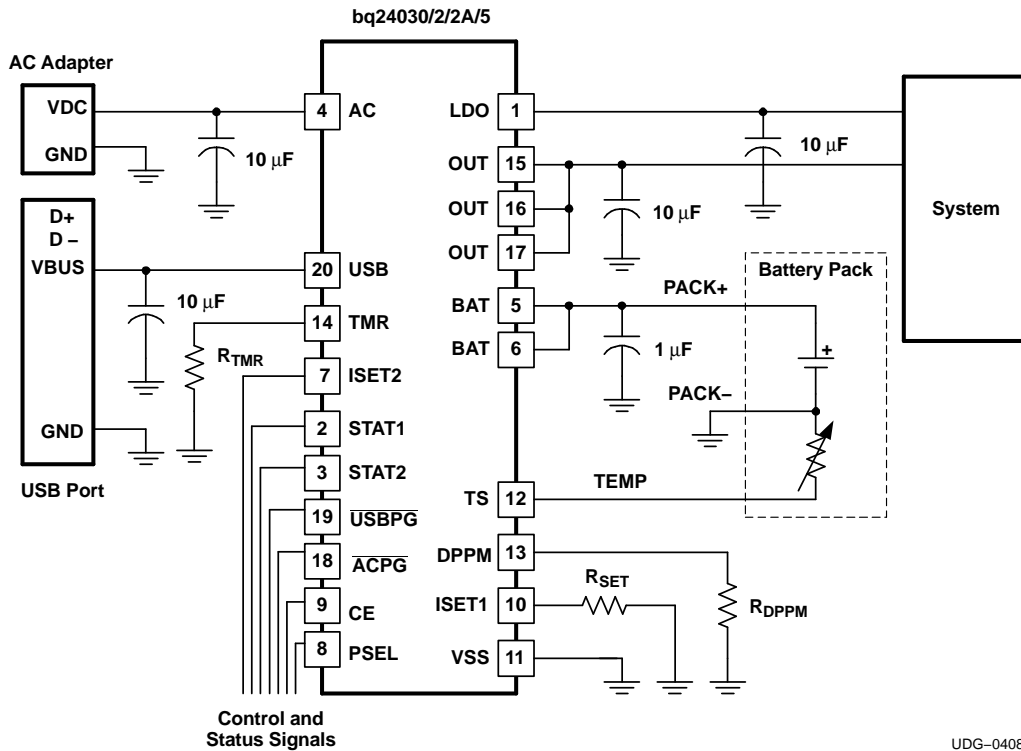 bq24030/2/2A/5
AC Adapter
VDC
GND
10 μF
4
AC
LDO
1
10 μF
OUT
15
OUT
16
OUT
17
10 μF
System
D+
D −
VBUS
GND
USB Port
10 μF
20
USB
14
TMR
RTMR
7
ISET2
2
STAT1
3
STAT2
19
USBPG
18
ACPG
9
CE
8
PSEL
Control and
Status Signals
BAT
5
BAT
6
1 μF
PACK+
Battery Pack
+
PACK−
TEMP
TS
12
DPPM
13
RSET
ISET1
10
RDPPM
VSS
11
UDG−0408